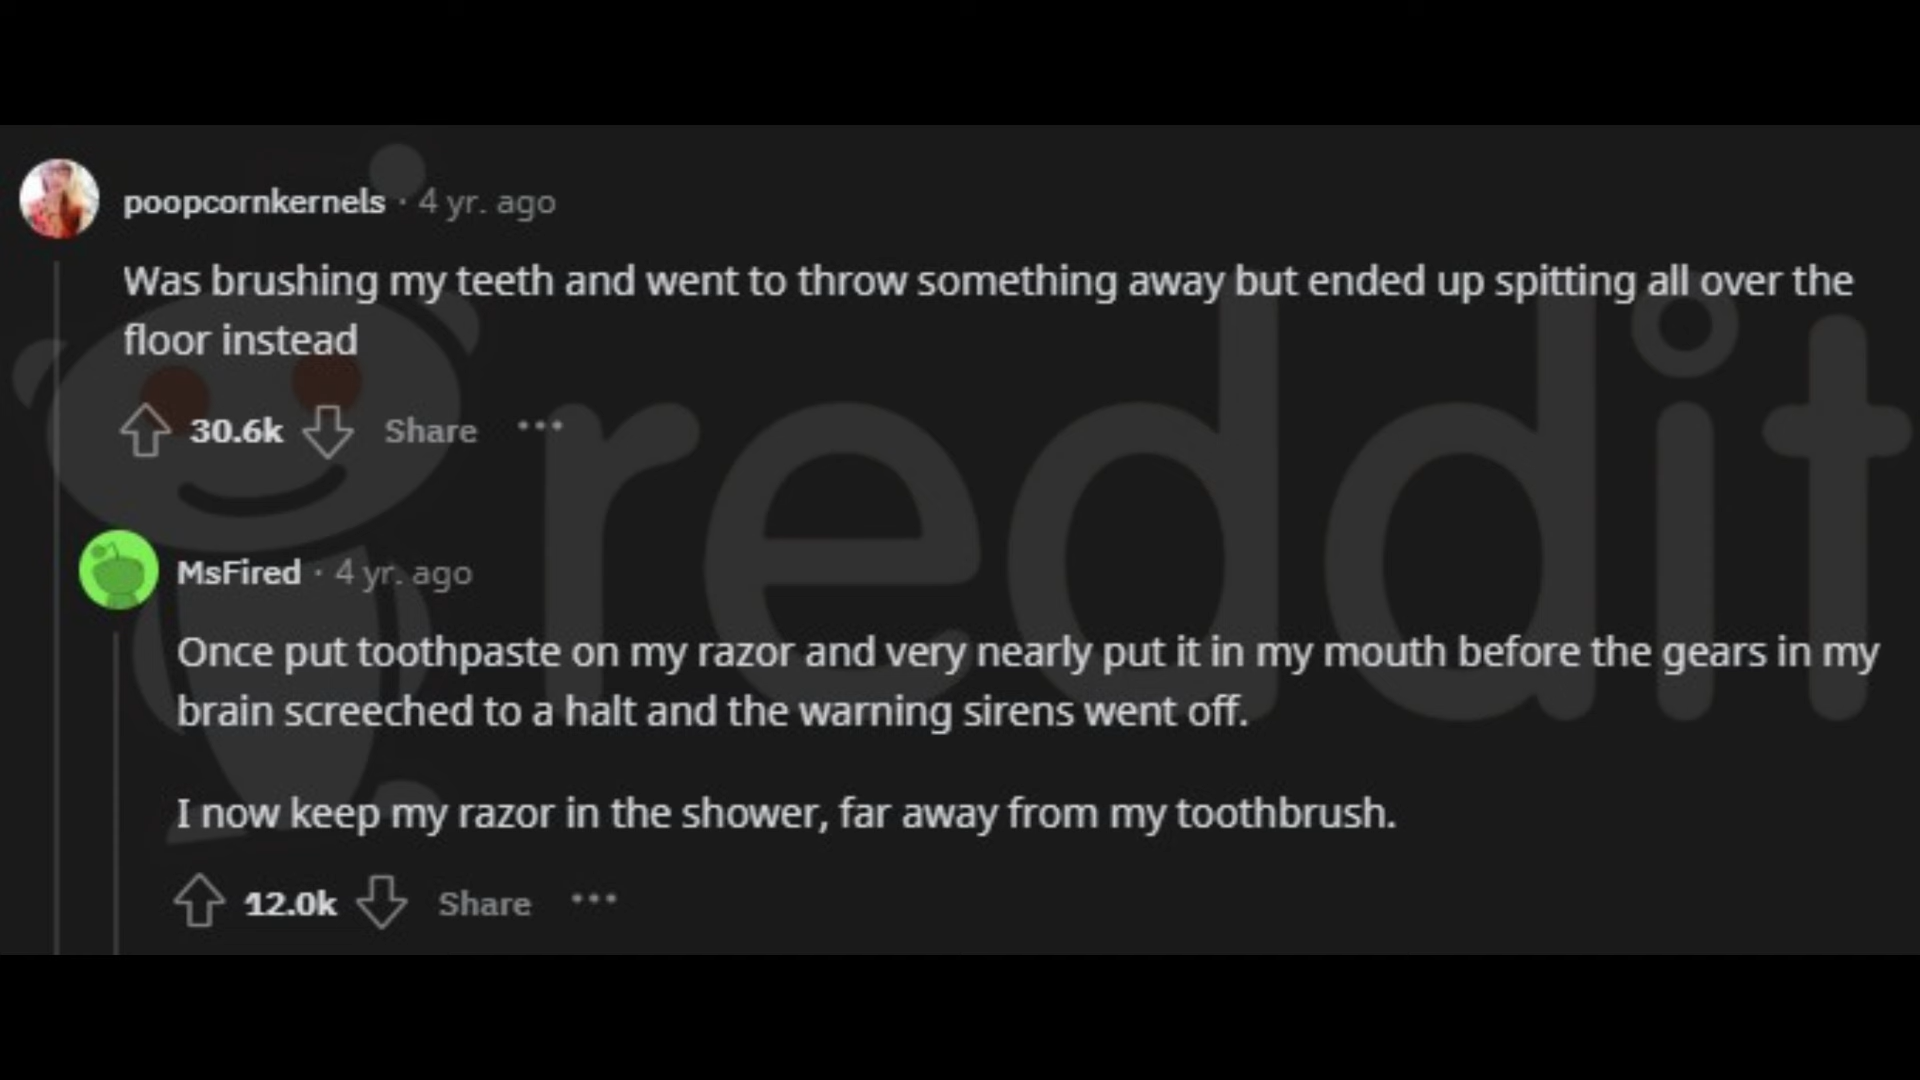 poopcornkernels · 4 yr. ago
Was brushing my teeth and went to throw something away but ended up spitting all over the
floor instead
30.6k Share ···
MsFired · 4 yr. ago
Once put toothpaste on my razor and very nearly put it in my mouth before the gears in my
brain screeched to a halt and the warning sirens went off.
I now keep my razor in the shower, far away from my toothbrush.
12.0k Share ···
reddit